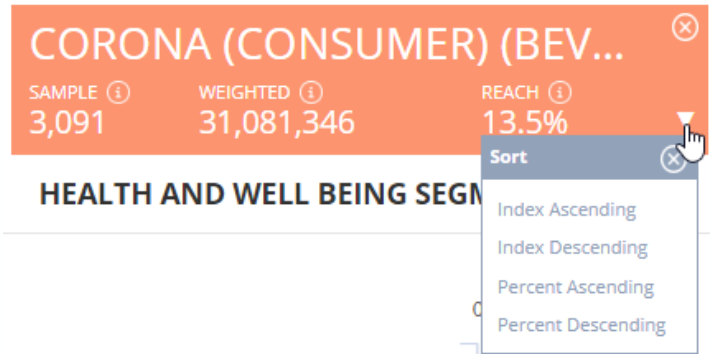 CORONA (CONSUMER) (BEV...
SAMPLE WEIGHTED REACH
3,091 31,081,346 13.5%
Sort
HEALTH AND WELL BEING
Index Ascending
Index Descending
Percent Ascending
Percent Descending